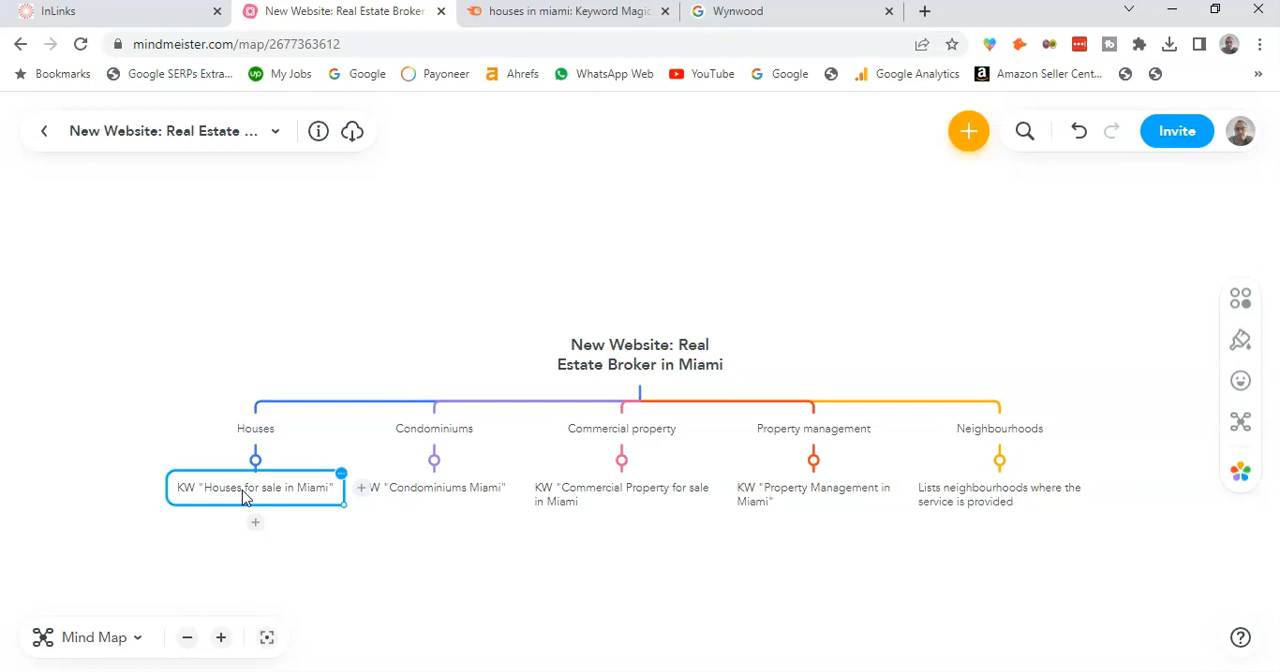 InLinks
New Website: Real Estate Broker
houses in miami: Keyword Magic
Wynwood
mindmeister.com/map/2677363612
Bookmarks
Google SERPs Extra...
My Jobs
Google
Payoneer
Ahrefs
WhatsApp Web
YouTube
Google
Google Analytics
Amazon Seller Cent...
New Website: Real Estate ...
Invite
New Website: Real
Estate Broker in Miami
Houses
Condominiums
Commercial property
Property management
Neighbourhoods
KW "Houses for sale in Miami"
W "Condominiums Miami"
KW "Commercial Property for sale
in Miami
KW "Property Management in
Miami"
Lists neighbourhoods where the
service is provided
Mind Map